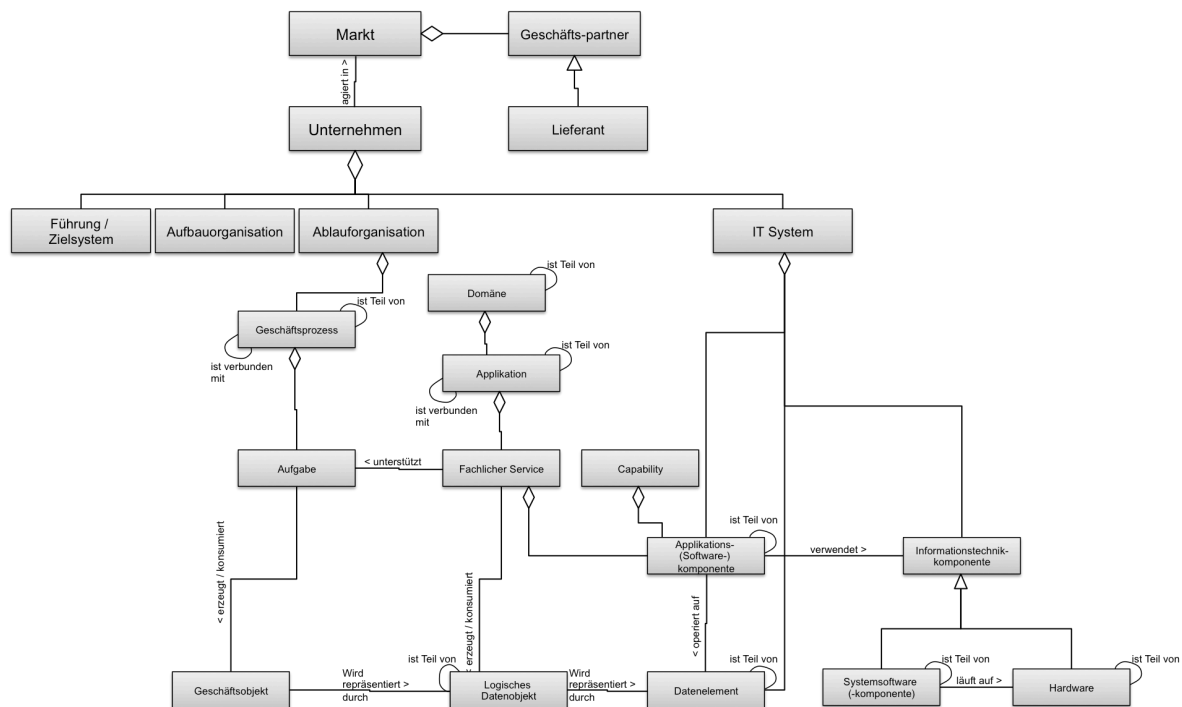 Markt
Geschäfts-partner
agiert in >
Unternehmen
Lieferant
Führung /
Zielsystem
Aufbauorganisation
Ablauforganisation
IT System
ist Teil von
Domäne
ist Teil von
Geschäftsprozess
ist verbunden
mit
ist Teil von
Applikation
ist verbunden
mit
Aufgabe
< unterstützt
Fachlicher Service
Capability
ist Teil von
Applikations-
(Software-)
komponente
verwendet >
Informationstechnik-
komponente
< erzeugt / konsumiert
< erzeugt / konsumiert
< operiert auf
Geschäftsobjekt
Wird
repräsentiert >
durch
ist Teil von
Logisches
Datenobjekt
Wird
repräsentiert >
durch
ist Teil von
Datenelement
Systemsoftware
(-komponente)
ist Teil von
läuft auf >
Hardware
ist Teil von